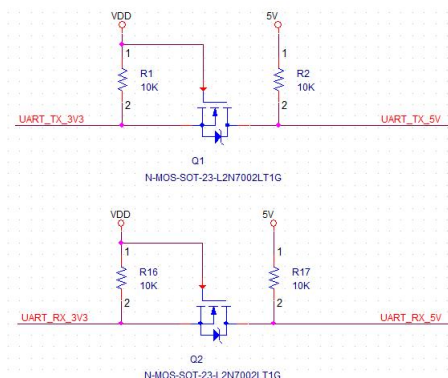 VDD 5V
1 1
R1 R2
10K 10K
2 2
UART_TX_3V3 UART_TX_5V
Q1
N-MOS-SOT-23-L2N7002LT1G
VDD 5V
1 1
R16 R17
10K 10K
2 2
UART_RX_3V3 UART_RX_5V
Q2
N-MOS-SOT-23-L2N7002LT1G